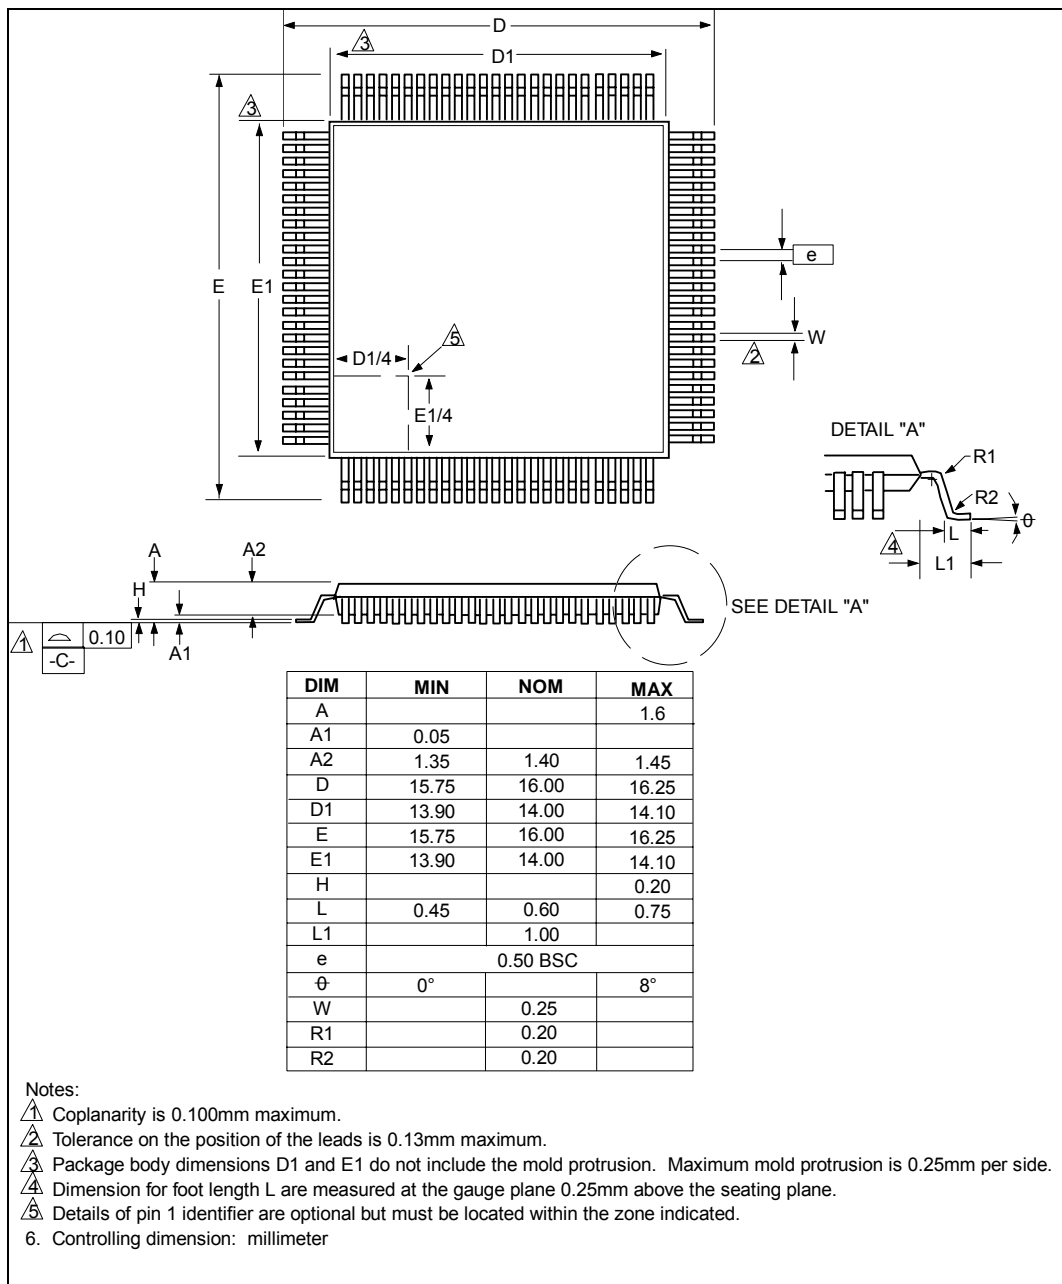 D
3
D1
3
E
E1
e
W
2
5
D1/4
E1/4
DETAIL "A"
R1
R2
θ
L
4
L1
A
A2
H
SEE DETAIL "A"
1
0.10
-C-
A1
DIM MIN NOM MAX
A 1.6
A1 0.05
A2 1.35 1.40 1.45
D 15.75 16.00 16.25
D1 13.90 14.00 14.10
E 15.75 16.00 16.25
E1 13.90 14.00 14.10
H 0.20
L 0.45 0.60 0.75
L1 1.00
e 0.50 BSC
θ 0° 8°
W 0.25
R1 0.20
R2 0.20
Notes:
1 Coplanarity is 0.100mm maximum.
2 Tolerance on the position of the leads is 0.13mm maximum.
3 Package body dimensions D1 and E1 do not include the mold protrusion. Maximum mold protrusion is 0.25mm per side.
4 Dimension for foot length L are measured at the gauge plane 0.25mm above the seating plane.
5 Details of pin 1 identifier are optional but must be located within the zone indicated.
6. Controlling dimension: millimeter